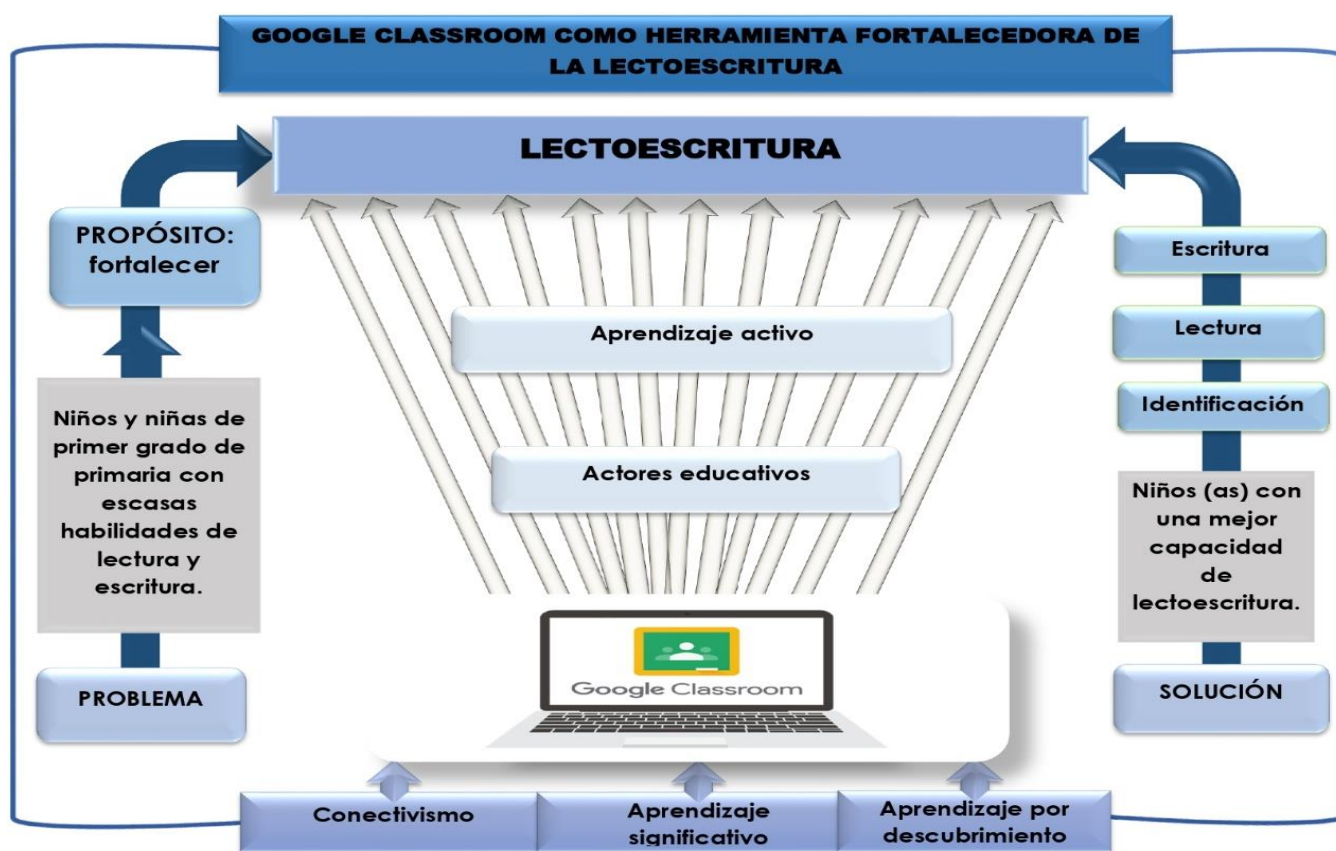 GOOGLE CLASSROOM COMO HERRAMIENTA FORTALECEDORA DE
LA LECTOESCRITURA
LECTOESCRITURA
PROPÓSITO:
fortalecer
Niños y niñas de
primer grado de
primaria con
escasas
habilidades de
lectura y
escritura.
PROBLEMA
Aprendizaje activo
Actores educativos
Google Classroom
Escritura
Lectura
Identificación
Niños (as) con
una mejor
capacidad
de
lectoescritura.
SOLUCIÓN
Conectivismo
Aprendizaje
significativo
Aprendizaje por
descubrimiento